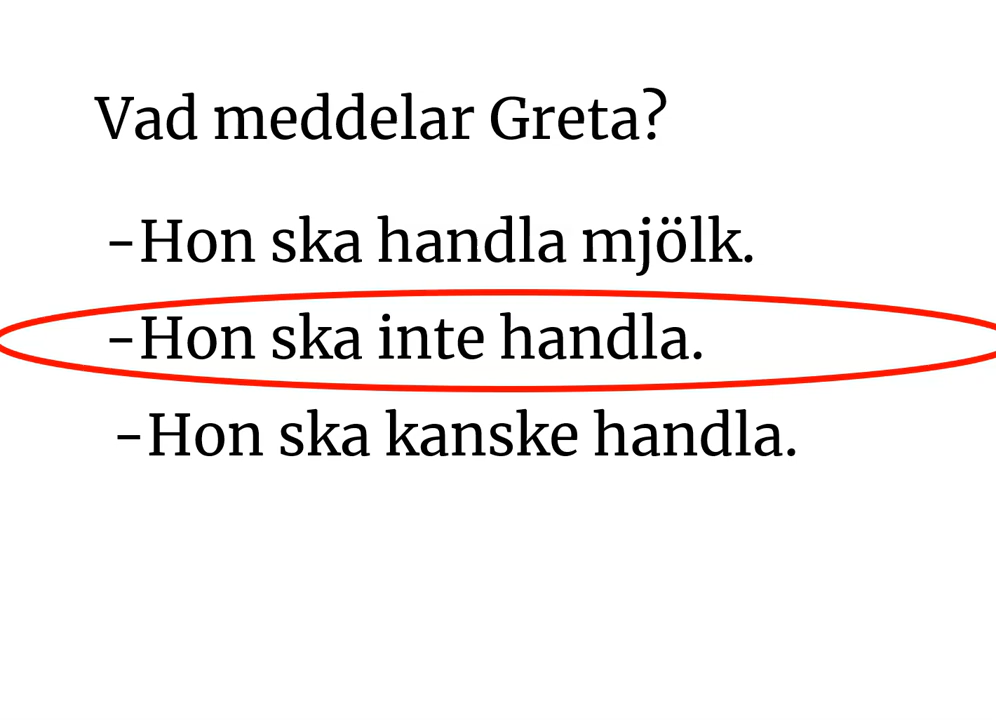 Vad meddelar Greta?
-Hon ska handla mjölk.
-Hon ska inte handla.
-Hon ska kanske handla.